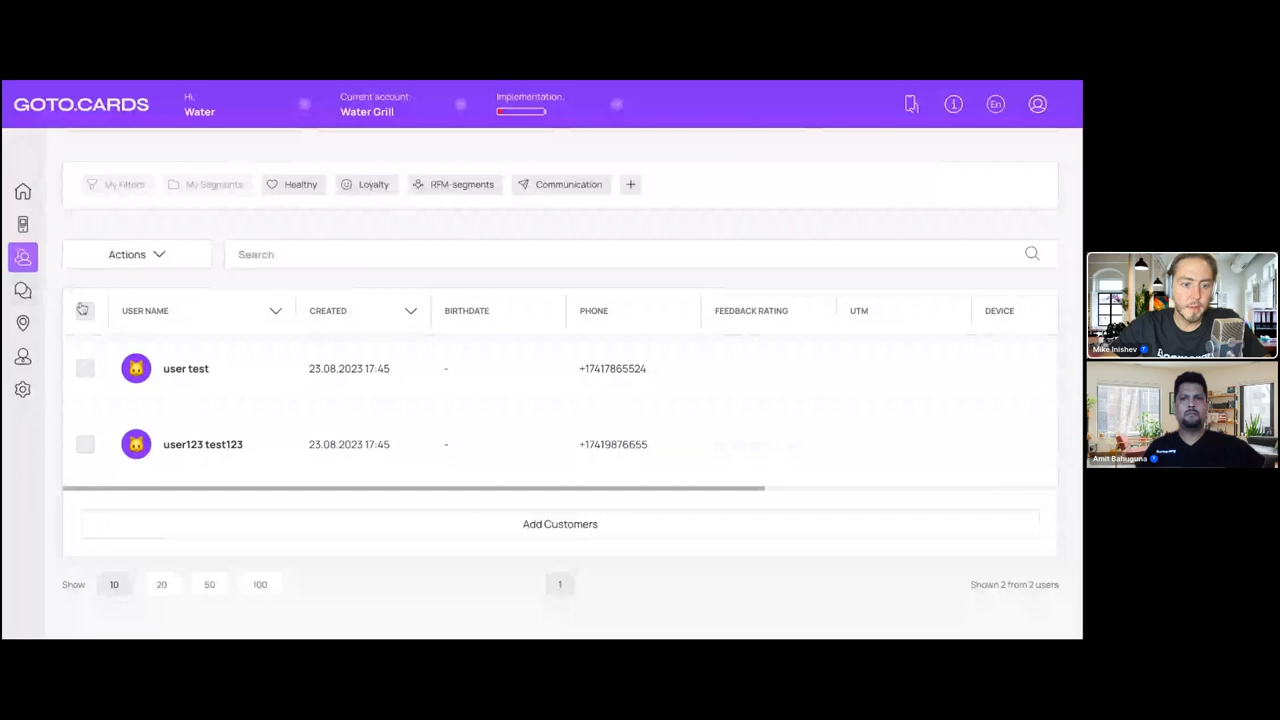 GOTO.CARDS
Hi,
Water
Current account:
Water Grill
Implementation:
En
My Filters
My Segments
Healthy
Loyalty
RFM-segments
Communication
+
Actions
Search
USER NAME
CREATED
BIRTHDATE
PHONE
FEEDBACK RATING
UTM
DEVICE
user test
23.08.2023 17:45
-
+17417865524
user123 test123
23.08.2023 17:45
-
+17419876655
Add Customers
Show
10
20
50
100
1
Shown 2 from 2 users
Mike Inishev
Amit Bahuguna